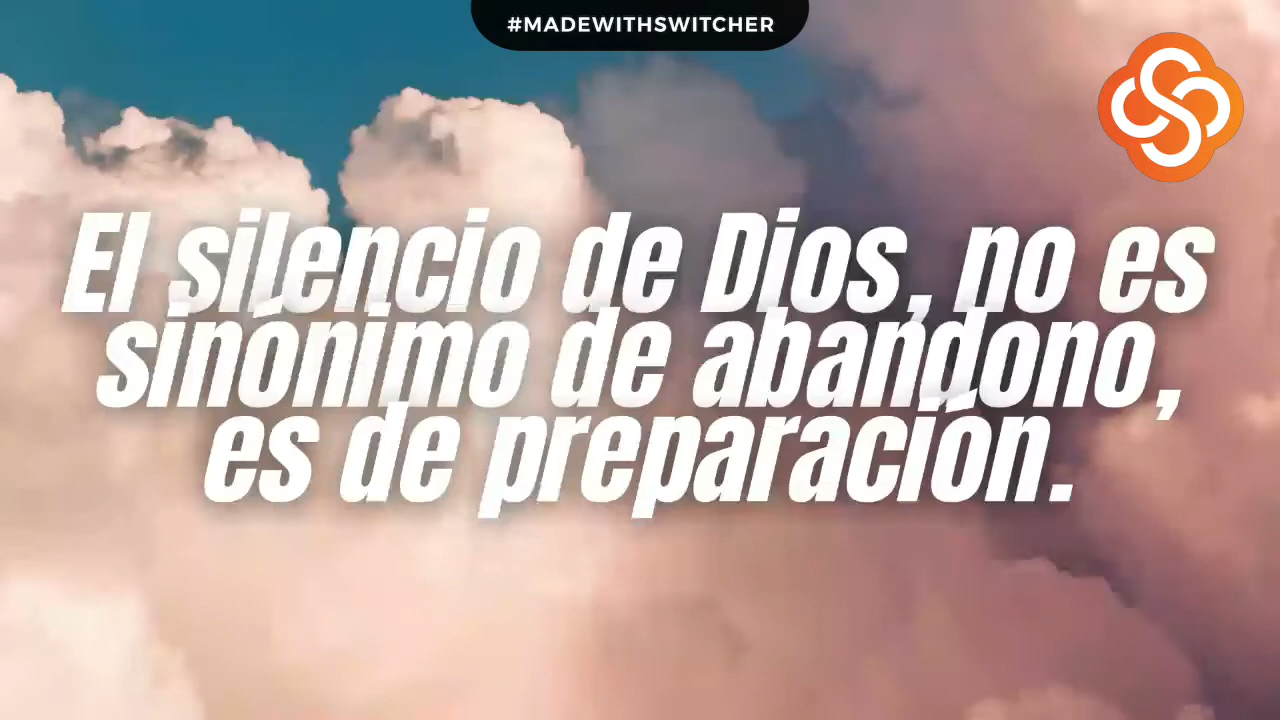 #MADEWITHSWITCHER
El silencio de Dios, no es
sinónimo de abandono,
es de preparación.